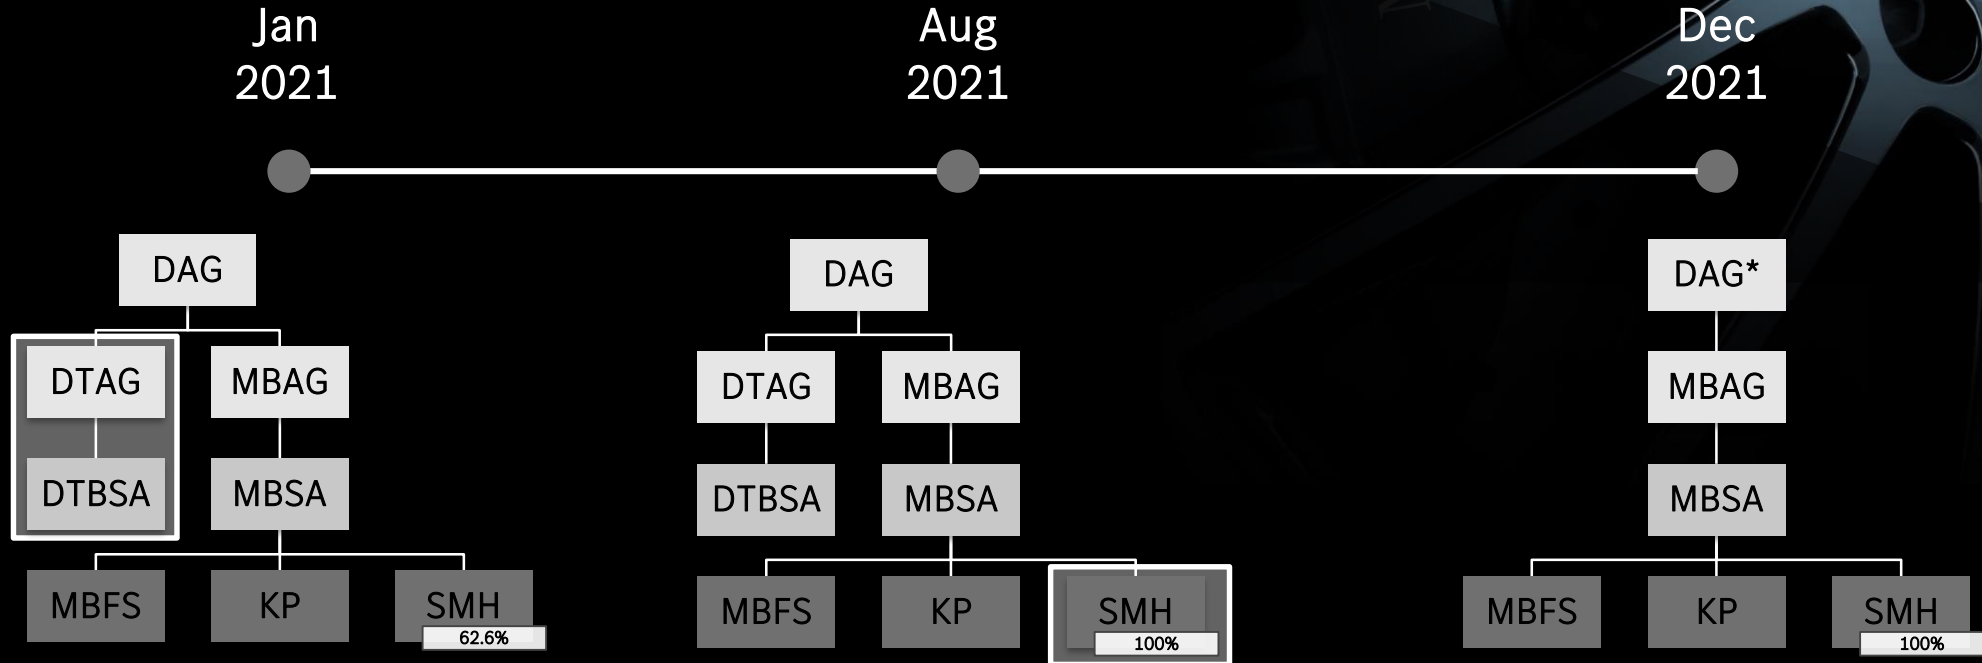 Jan
2021
Aug
2021
Dec
2021
DAG
DTAG
MBAG
DTBSA
MBSA
MBFS
KP
SMH
62.6%
DAG
DTAG
MBAG
DTBSA
MBSA
MBFS
KP
SMH
100%
DAG*
MBAG
MBSA
MBFS
KP
SMH
100%